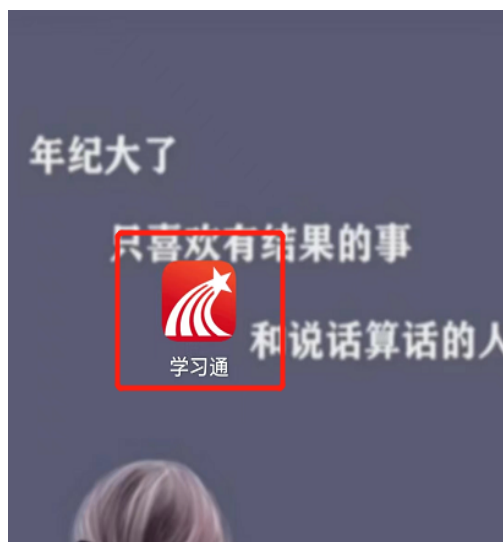 年纪大了
只喜欢有结果的事
学习通
和说话算话的人